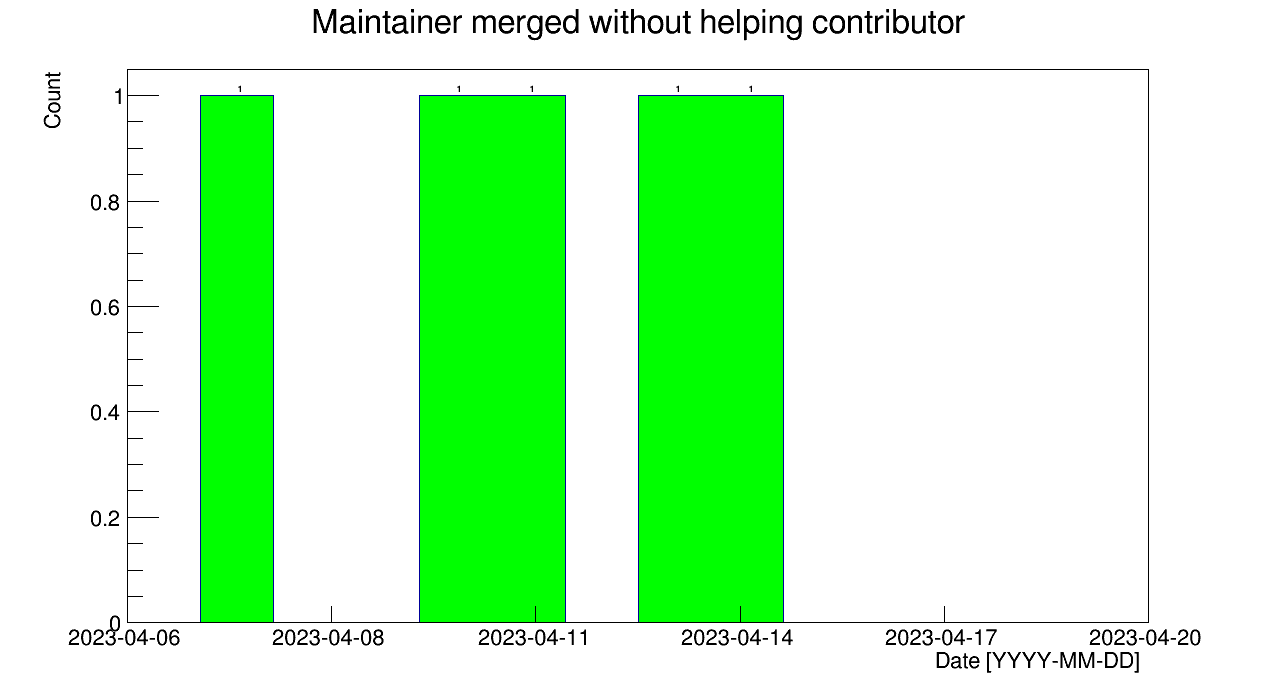 Maintainer merged without helping contributor
Count
1 1 1 1 1
1
0.8
0.6
0.4
0.2
0
2023-04-06 2023-04-08 2023-04-11 2023-04-14 2023-04-17 2023-04-20
Date [YYYY-MM-DD]